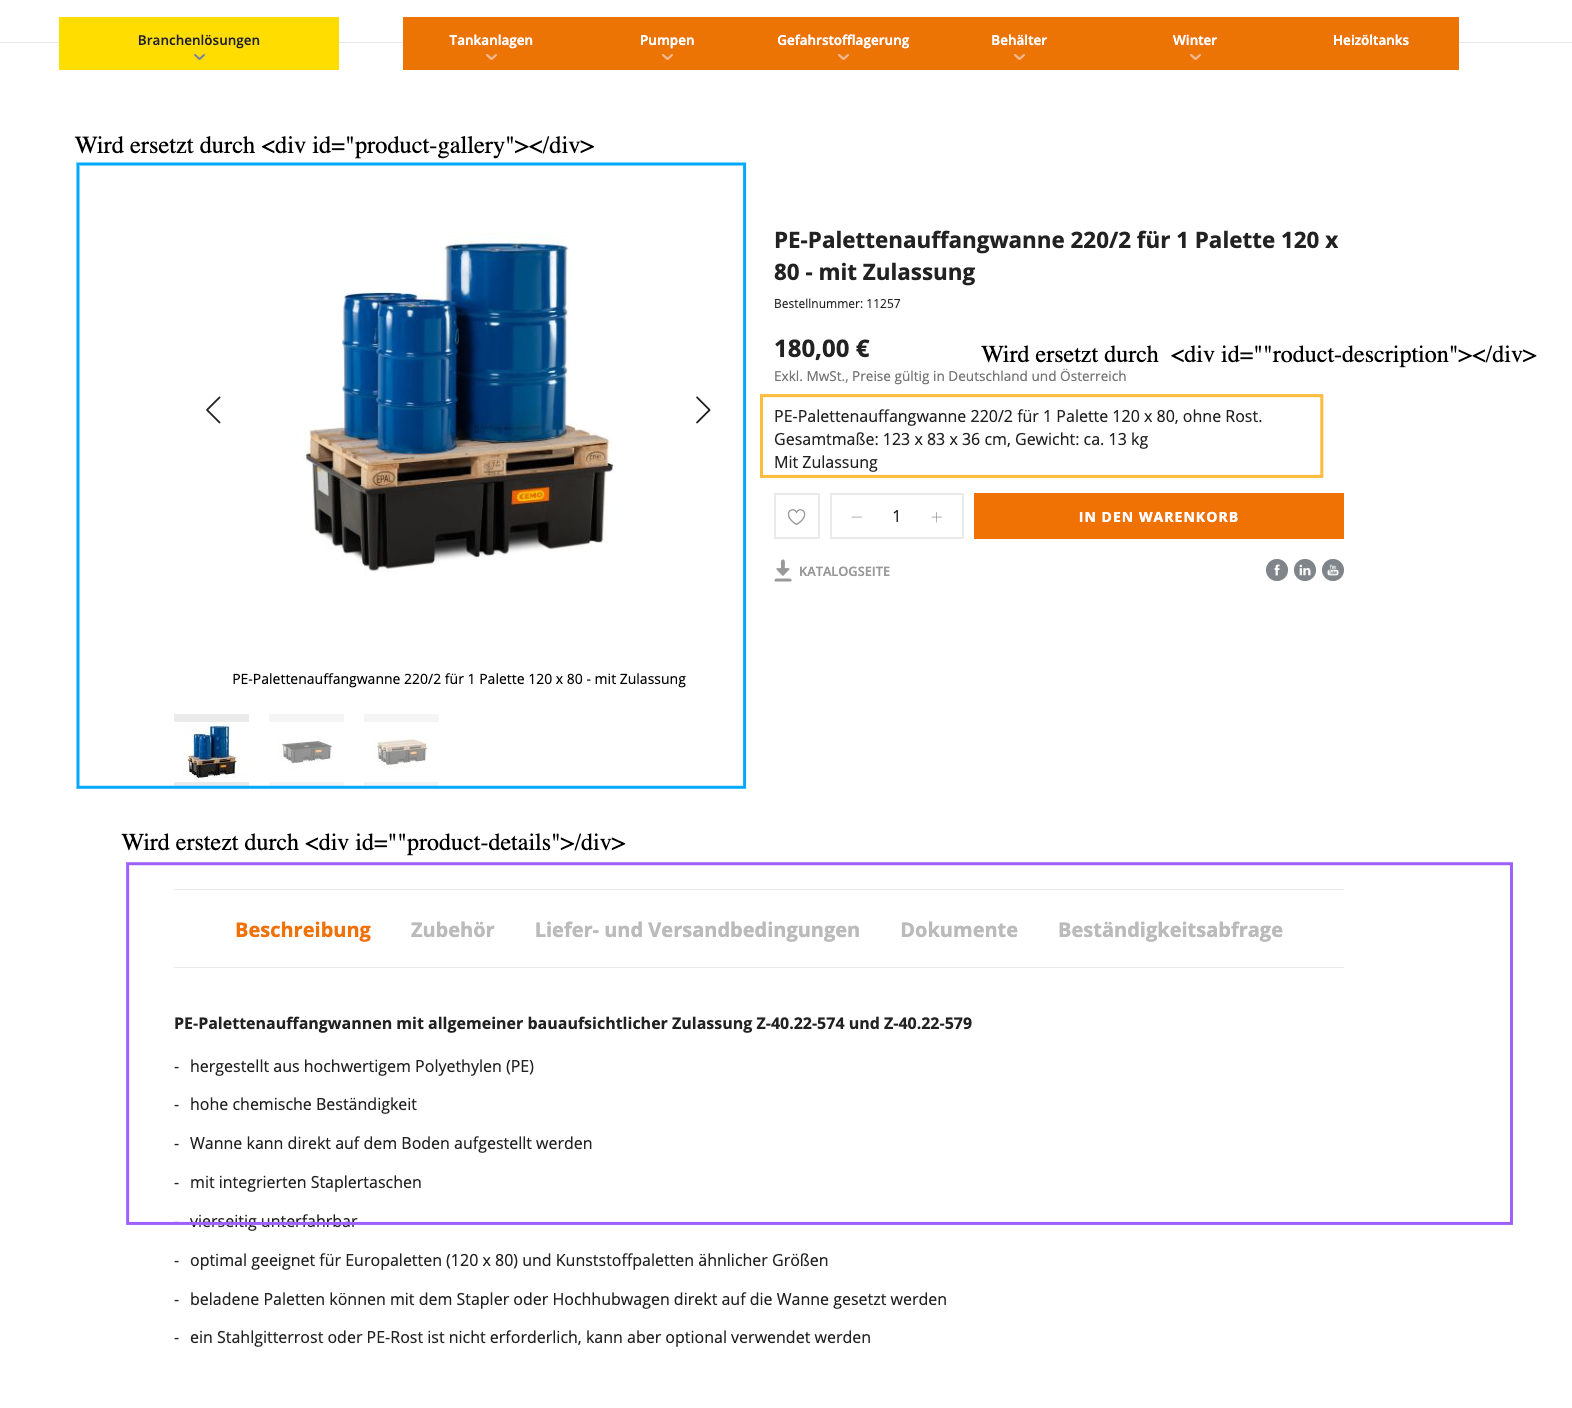 Branchenlösungen
Tankanlagen
Pumpen
Gefahrstofflagerung
Behälter
Winter
Heizöltanks
Wird ersetzt durch <div id="product-gallery"></div>
PE-Palettenauffangwanne 220/2 für 1 Palette 120 x
80 - mit Zulassung
Bestellnummer: 11257
180,00 €
Wird ersetzt durch <div id=""roduct-description"></div>
Exkl. MwSt., Preise gültig in Deutschland und Österreich
PE-Palettenauffangwanne 220/2 für 1 Palette 120 x 80, ohne Rost.
Gesamtmaße: 123 x 83 x 36 cm, Gewicht: ca. 13 kg
Mit Zulassung
1
IN DEN WARENKORB
KATALOGSEITE
EPAL
EPAL
CEMO
PE-Palettenauffangwanne 220/2 für 1 Palette 120 x 80 - mit Zulassung
Wird erstezt durch <div id=""product-details">/div>
Beschreibung
Zubehör
Liefer- und Versandbedingungen
Dokumente
Beständigkeitsabfrage
PE-Palettenauffangwannen mit allgemeiner bauaufsichtlicher Zulassung Z-40.22-574 und Z-40.22-579
- hergestellt aus hochwertigem Polyethylen (PE)
- hohe chemische Beständigkeit
- Wanne kann direkt auf dem Boden aufgestellt werden
- mit integrierten Staplertaschen
- vierseitig unterfahrbar
- optimal geeignet für Europaletten (120 x 80) und Kunststoffpaletten ähnlicher Größen
- beladene Paletten können mit dem Stapler oder Hochhubwagen direkt auf die Wanne gesetzt werden
- ein Stahlgitterrost oder PE-Rost ist nicht erforderlich, kann aber optional verwendet werden